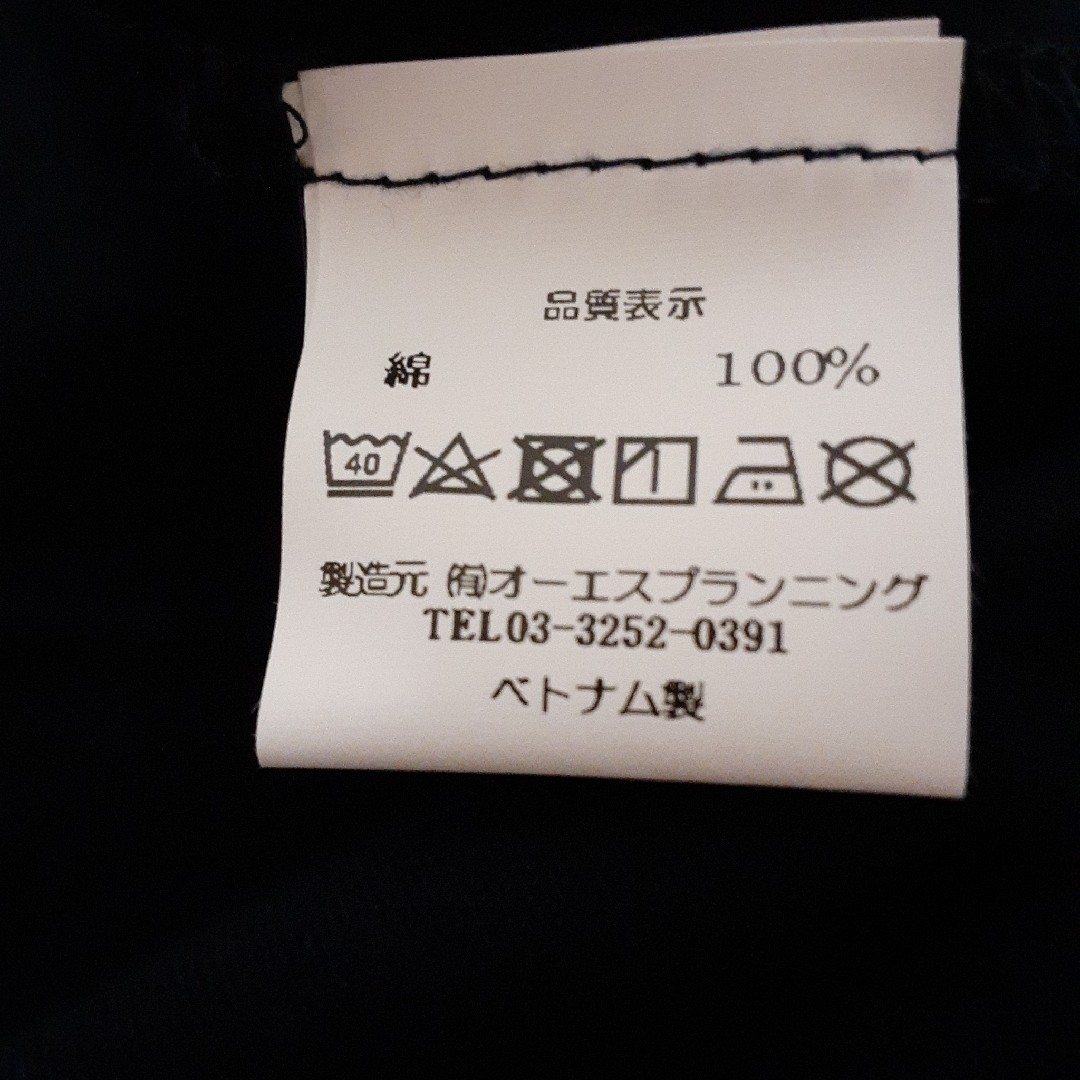 品質表示
綿 100%
40
製造元 ㈲オーエスプランニング
TEL03-3252-0391
ベトナム製